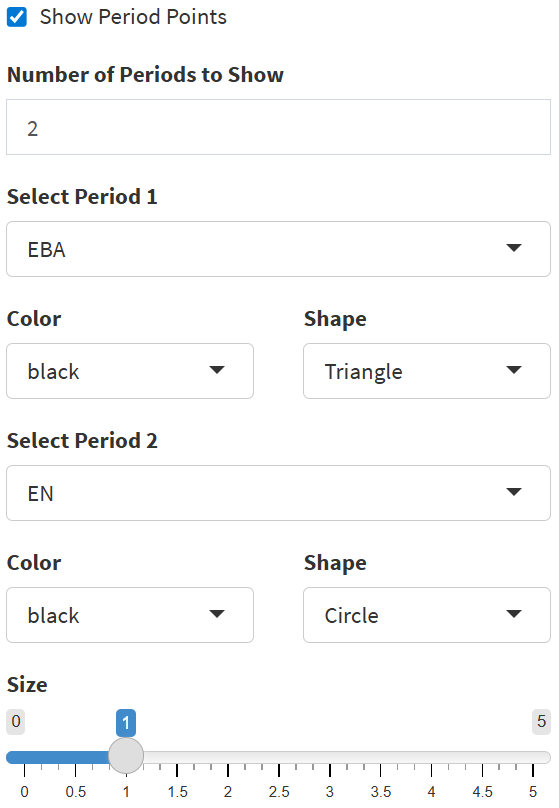 Show Period Points
Number of Periods to Show
2
Select Period 1
EBA
Color Shape
black Triangle
Select Period 2
EN
Color Shape
black Circle
Size
0 1 5
0 0.5 1 1.5 2 2.5 3 3.5 4 4.5 5